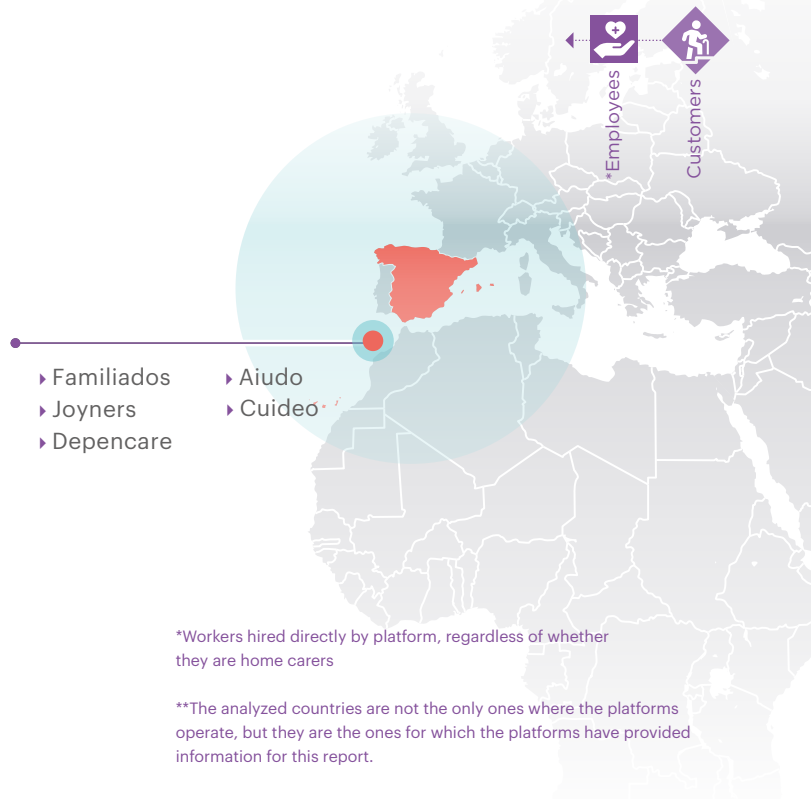 *Employees
Customers
Familiados
Joyners
Depencare
Aiudo
Cuideo
*Workers hired directly by platform, regardless of whether
they are home carers
**The analyzed countries are not the only ones where the platforms
operate, but they are the ones for which the platforms have provided
information for this report.